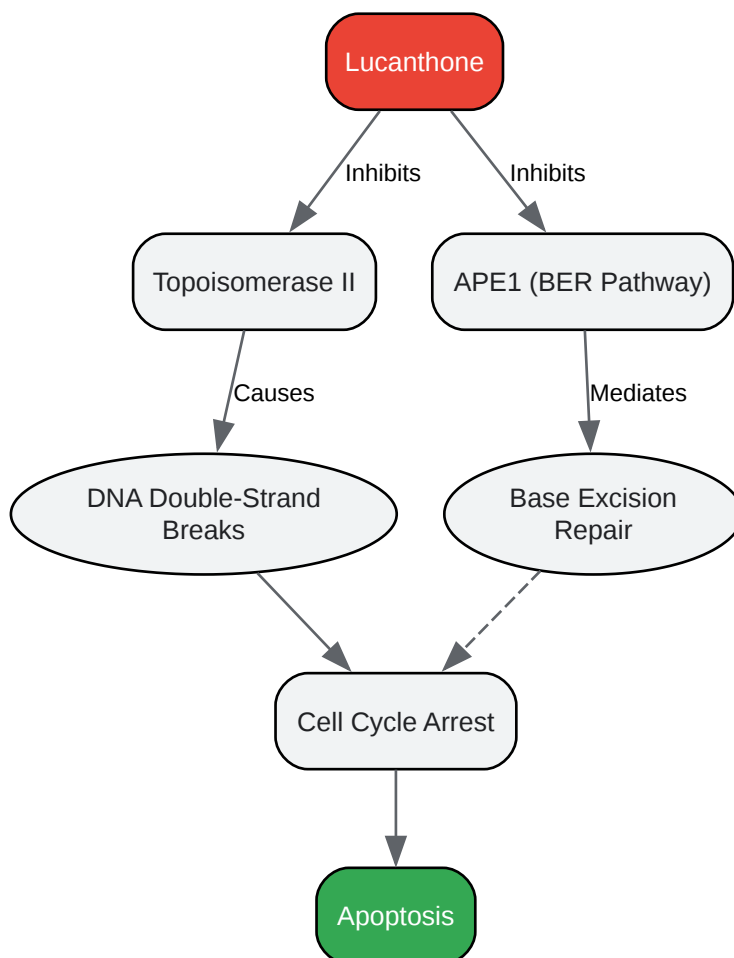 Lucanthone
Inhibits
Inhibits
Topoisomerase II
APE1 (BER Pathway)
Causes
Mediates
DNA Double-Strand
Breaks
Base Excision
Repair
Cell Cycle Arrest
Apoptosis